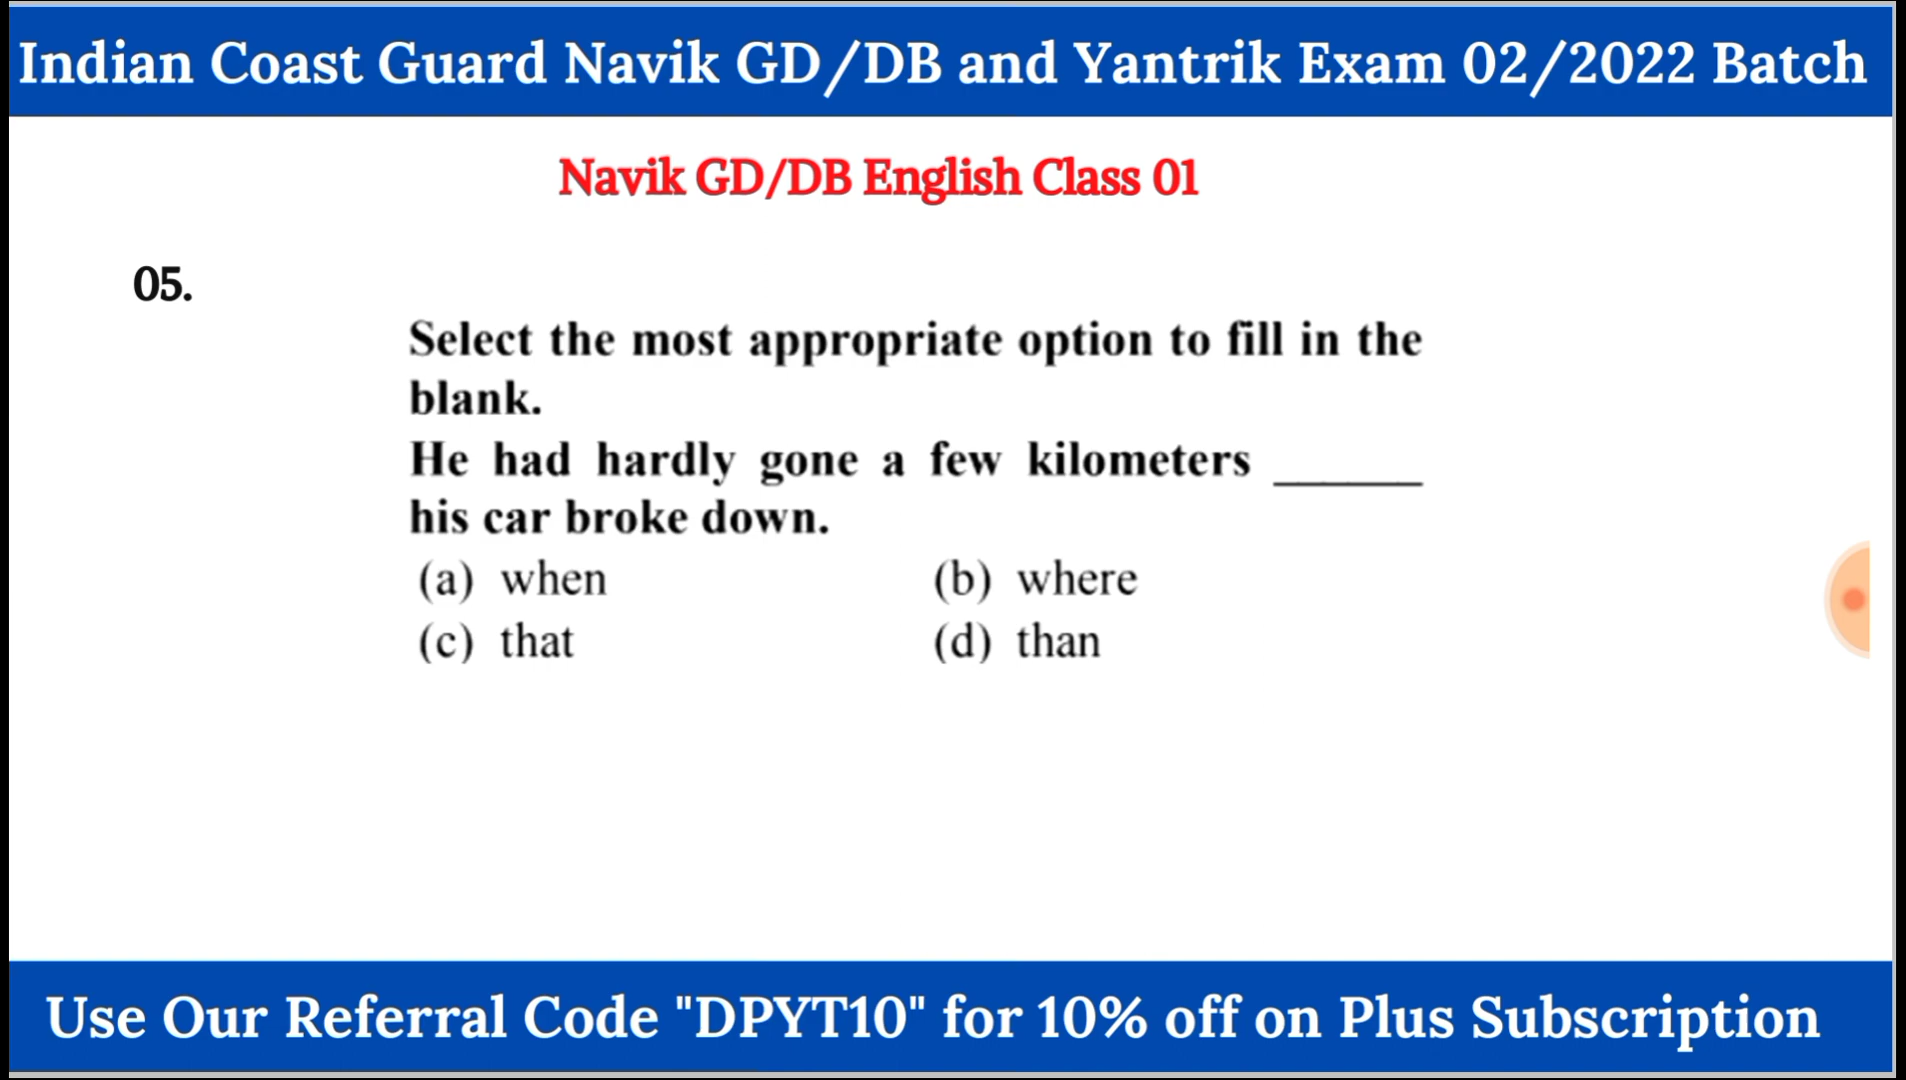 Indian Coast Guard Navik GD/DB and Yantrik Exam 02/2022 Batch
Navik GD/DB English Class 01
05.
Select the most appropriate option to fill in the
blank.
He had hardly gone a few kilometers ______
his car broke down.
(a) when (b) where
(c) that (d) than
Use Our Referral Code "DPYT10" for 10% off on Plus Subscription